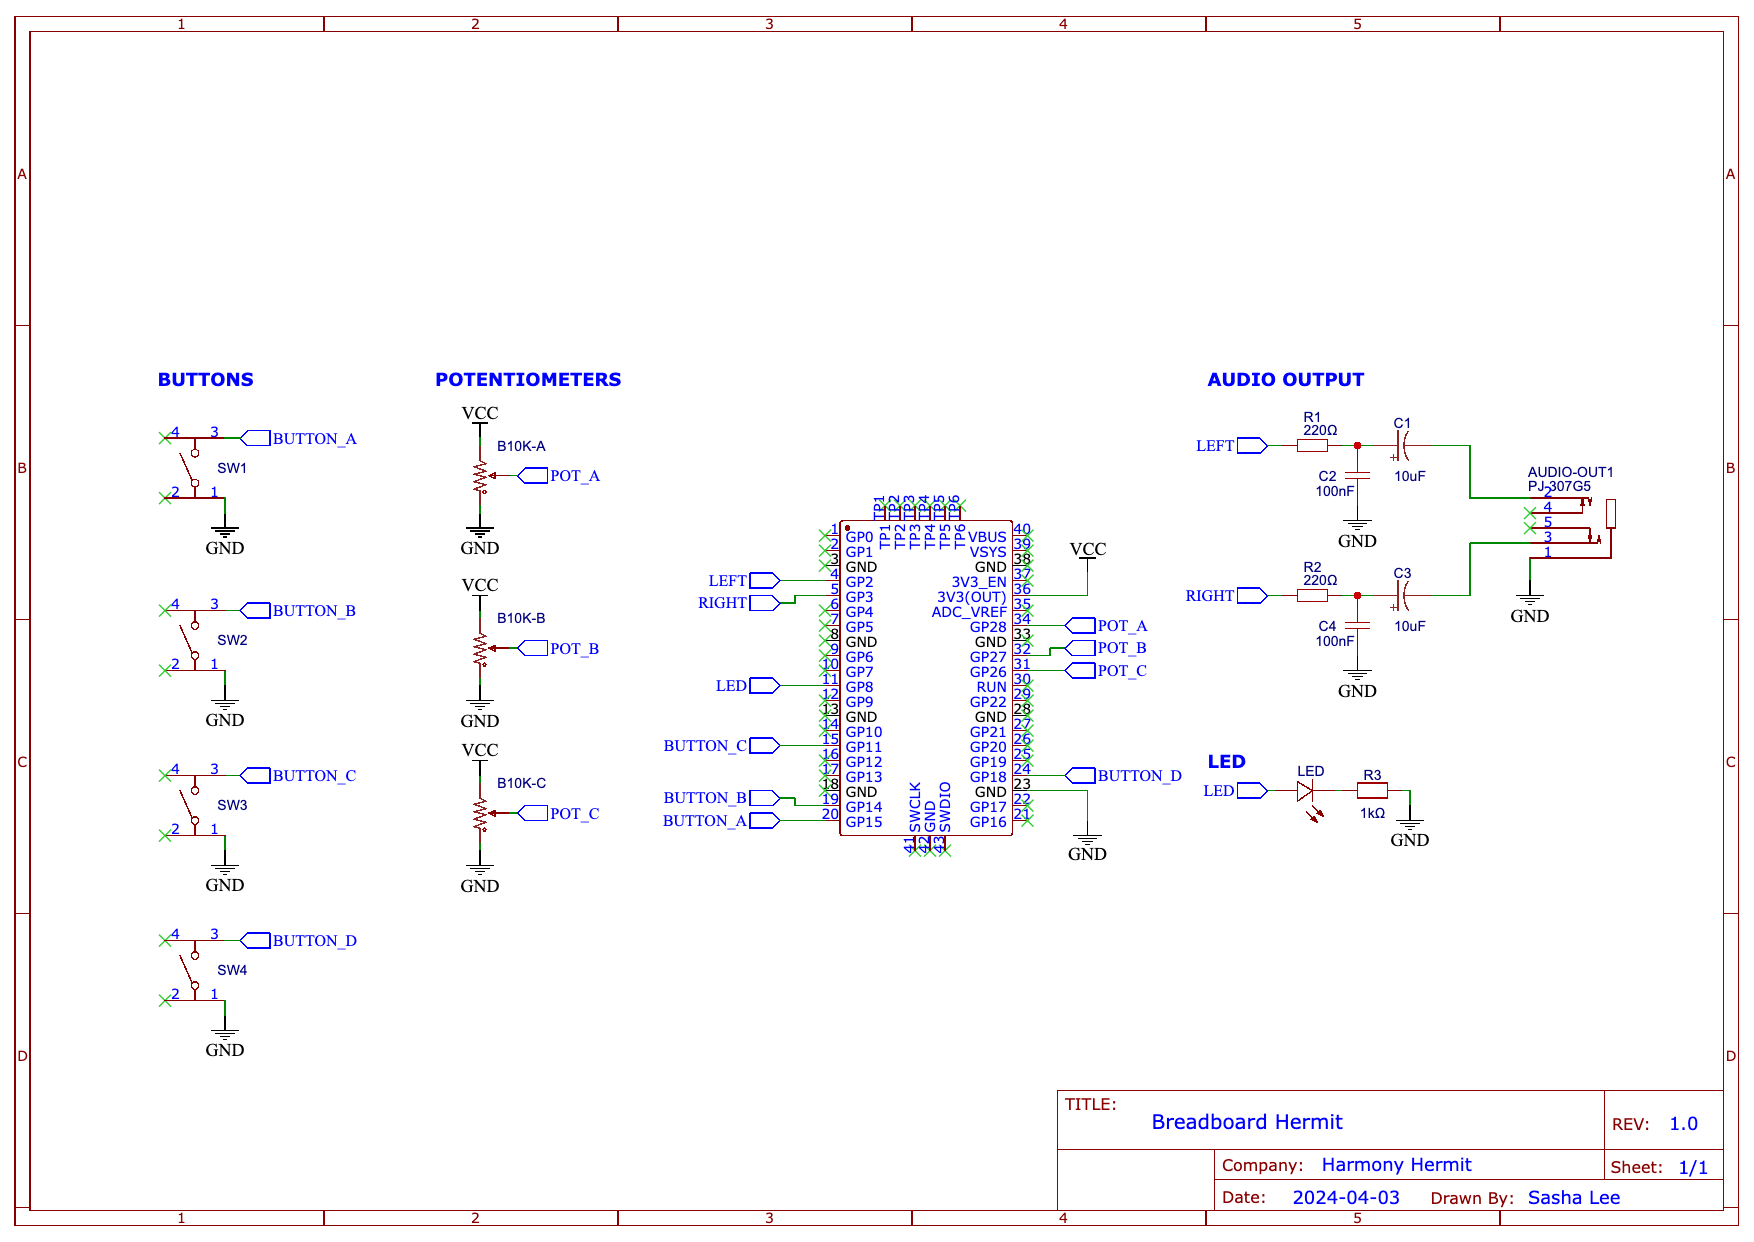 1 2 3 4 5
A A
B B
C C
D D
BUTTONS
4 3 BUTTON_A
SW1
2 1
GND
4 3 BUTTON_B
SW2
2 1
GND
4 3 BUTTON_C
SW3
2 1
GND
4 3 BUTTON_D
SW4
2 1
GND
POTENTIOMETERS
VCC
B10K-A
POT_A
GND
VCC
B10K-B
POT_B
GND
VCC
B10K-C
POT_C
GND
TP1 TP2 TP3 TP4 TP5 TP6
TP1 TP2 TP3 TP4 TP5 TP6
1 GP0
2 GP1
3 GND
LEFT 4 GP2
RIGHT 5 GP3
6 GP4
7 GP5
8 GND
9 GP6
10 GP7
LED 11 GP8
12 GP9
13 GND
14 GP10
BUTTON_C 15 GP11
16 GP12
17 GP13
18 GND
BUTTON_B 19 GP14
BUTTON_A 20 GP15
SWCLK GND SWDIO
41 42 43
VBUS 40
VSYS 39
GND 38
3V3_EN 37
3V3(OUT) 36
VCC
ADC_VREF 35
GP28 34 POT_A
GND 33
GP27 32 POT_B
GP26 31 POT_C
RUN 30
GP22 29
GND 28
GP21 27
GP20 26
GP19 25
GP18 24 BUTTON_D
GND 23
GP17 22
GP16 21
GND
AUDIO OUTPUT
LEFT
R1
220Ω
C1
10uF
C2
100nF
GND
RIGHT
R2
220Ω
C3
10uF
C4
100nF
GND
AUDIO-OUT1
PJ-307G5
2
4
5
3
1
GND
LED
LED
LED
R3
1kΩ
GND
TITLE:
Breadboard Hermit
REV: 1.0
Company: Harmony Hermit
Sheet: 1/1
Date: 2024-04-03 Drawn By: Sasha Lee
1 2 3 4 5